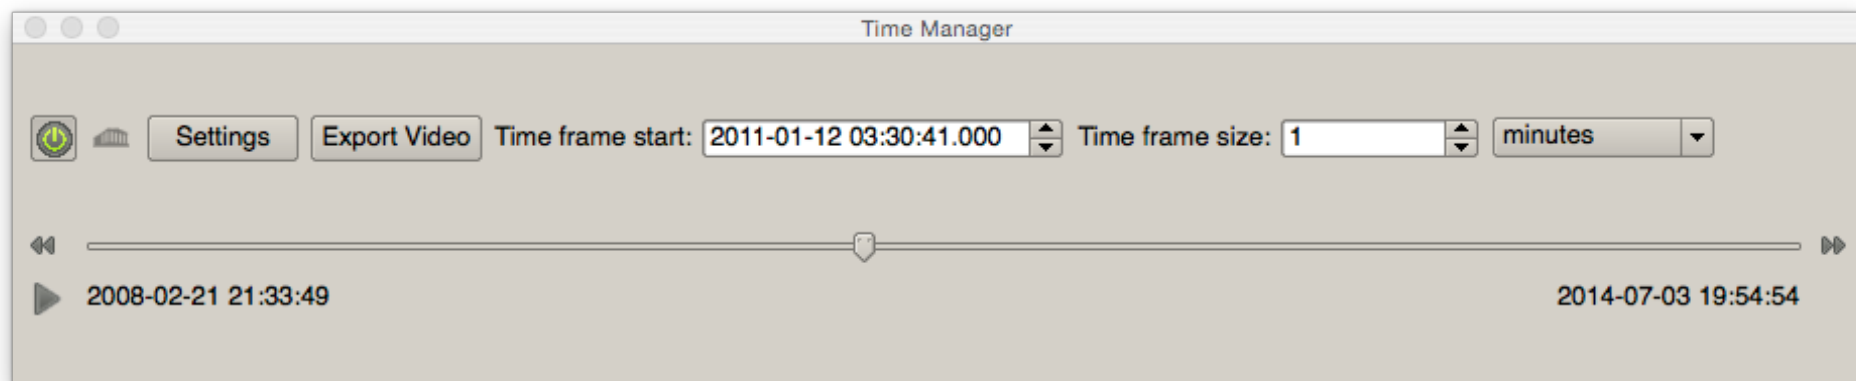 Time Manager
Settings Export Video Time frame start: 2011-01-12 03:30:41.000 Time frame size: 1 minutes
2008-02-21 21:33:49 2014-07-03 19:54:54